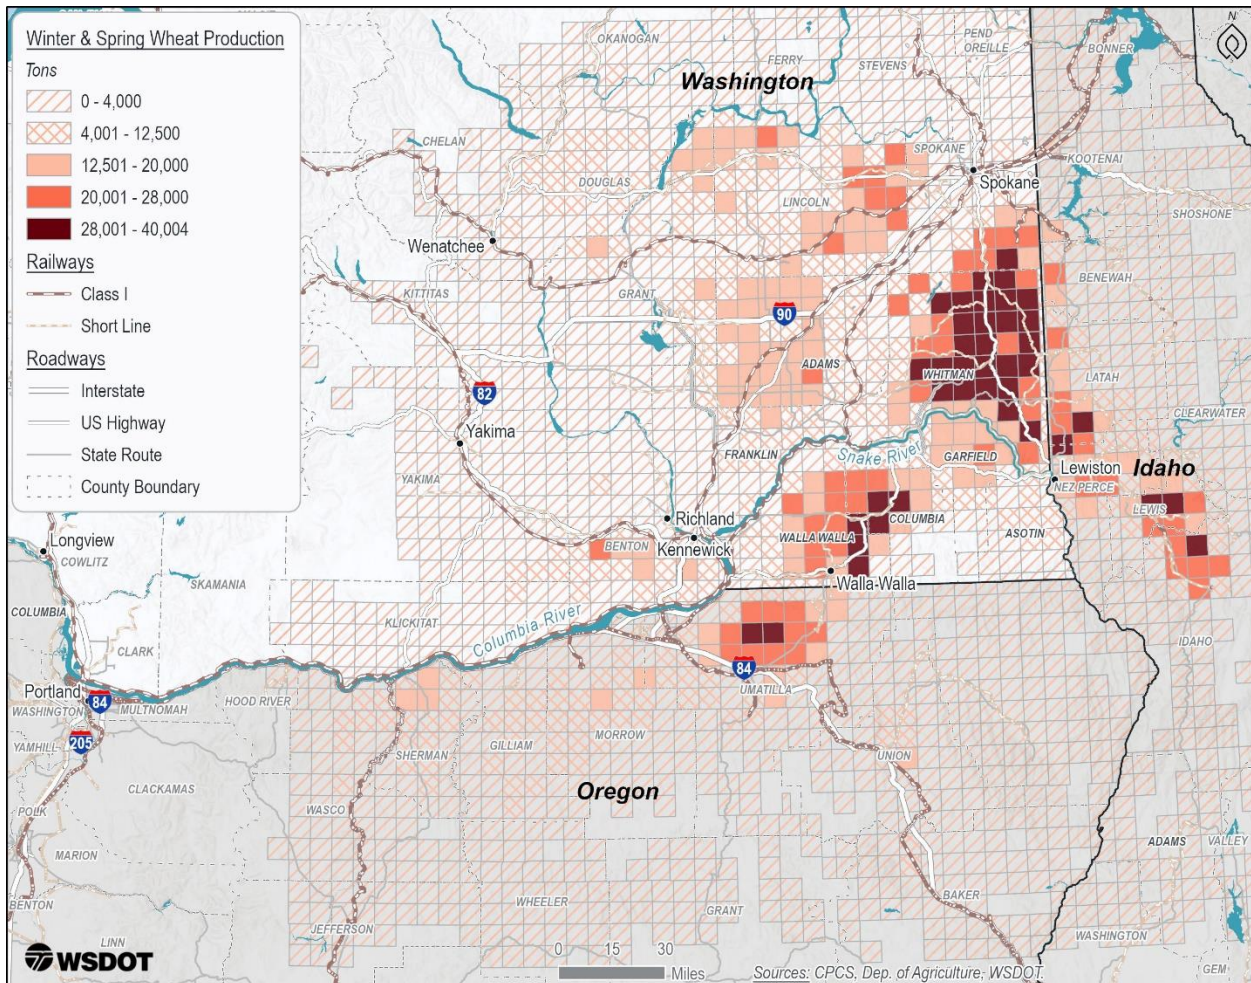 Winter & Spring Wheat Production
Tons
0 - 4,000
4,001 - 12,500
12,501 - 20,000
20,001 - 28,000
28,001 - 40,004
Railways
Class I
Short Line
Roadways
Interstate
US Highway
State Route
County Boundary
N
OKANOGAN
FERRY
STEVENS
PEND
OREILLE
BONNER
Washington
CHELAN
DOUGLAS
SPOKANE
Spokane
KOOTENAI
LINCOLN
SHOSHONE
Wenatchee
KITTITAS
GRANT
BENEWAH
90
ADAMS
WHITMAN
LATAH
82
CLEARWATER
Yakima
FRANKLIN
Snake River
GARFIELD
Lewiston
Idaho
NEZ PERCE
YAKIMA
LEWIS
Richland
COLUMBIA
ASOTIN
Longview
COWLITZ
BENTON
Kennewick
WALLA WALLA
Walla-Walla
SKAMANIA
COLUMBIA
KLICKITAT
Columbia River
CLARK
IDAHO
Portland
84
WASHINGTON
MULTNOMAH
HOOD RIVER
84
UMATILLA
205
YAMHILL
SHERMAN
GILLIAM
MORROW
UNION
CLACKAMAS
Oregon
WASCO
POLK
MARION
ADAMS
VALLEY
BENTON
WHEELER
GRANT
BAKER
JEFFERSON
WASHINGTON
LINN
GEM
WSDOT
0 15 30
Miles
Sources: CPCS, Dep. of Agriculture, WSDOT